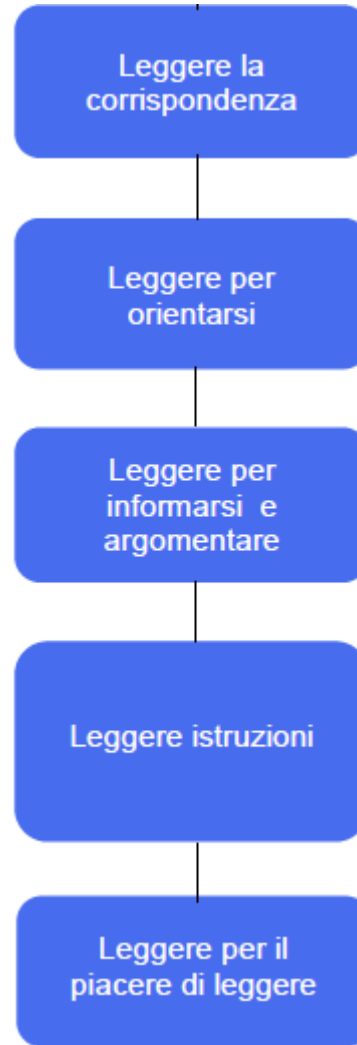 Leggere la
corrispondenza
Leggere per
orientarsi
Leggere per
informarsi e
argomentare
Leggere istruzioni
Leggere per il
piacere di leggere